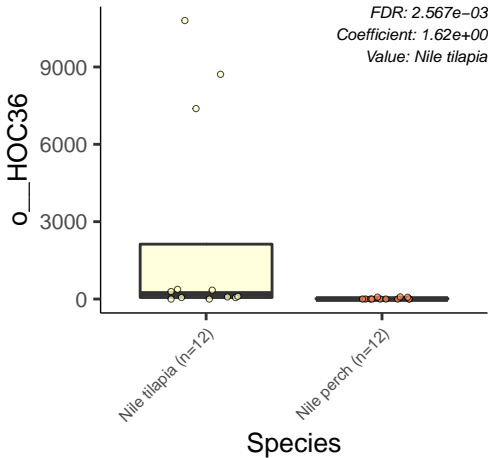 FDR: 2.567e−03
Coefficient: 1.62e+00
Value: Nile tilapia
o__HOC36
9000
6000
3000
0
Nile tilapia (n=12)
Nile perch (n=12)
Species